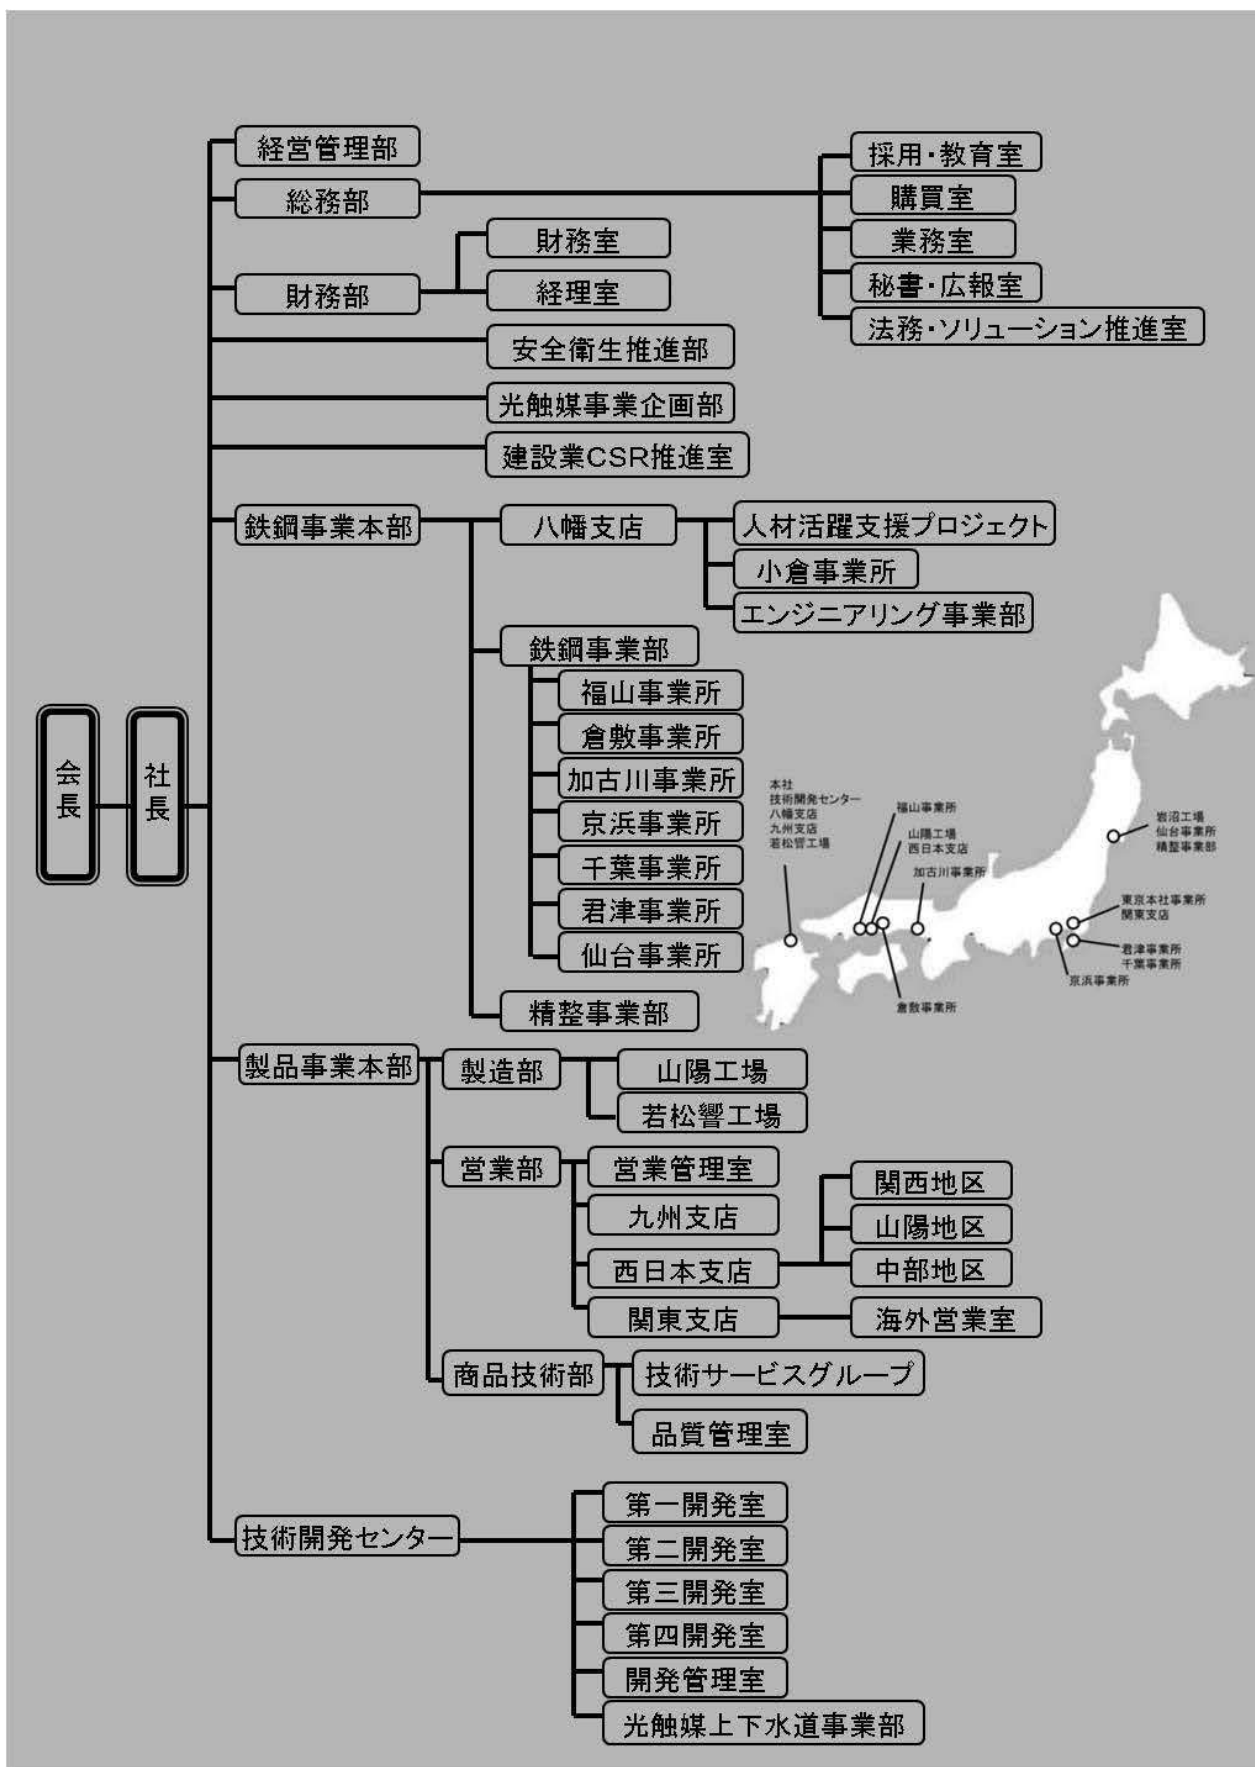 会長
社長
経営管理部
総務部
採用・教育室
購買室
業務室
秘書・広報室
法務・ソリューション推進室
財務部
財務室
経理室
安全衛生推進部
光触媒事業企画部
建設業CSR推進室
鉄鋼事業本部
八幡支店
人材活躍支援プロジェクト
小倉事業所
エンジニアリング事業部
鉄鋼事業部
福山事業所
倉敷事業所
加古川事業所
京浜事業所
千葉事業所
君津事業所
仙台事業所
精整事業部
製品事業本部
製造部
山陽工場
若松響工場
営業部
営業管理室
九州支店
西日本支店
関西地区
山陽地区
中部地区
関東支店
海外営業室
商品技術部
技術サービスグループ
品質管理室
技術開発センター
第一開発室
第二開発室
第三開発室
第四開発室
開発管理室
光触媒上下水道事業部
本社
技術開発センター
八幡支店
九州支店
若松響工場
福山事業所
山陽工場
西日本支店
加古川事業所
倉敷事業所
岩沼工場
仙台事業所
精整事業部
東京本社事業所
関東支店
君津事業所
千葉事業所
京浜事業所